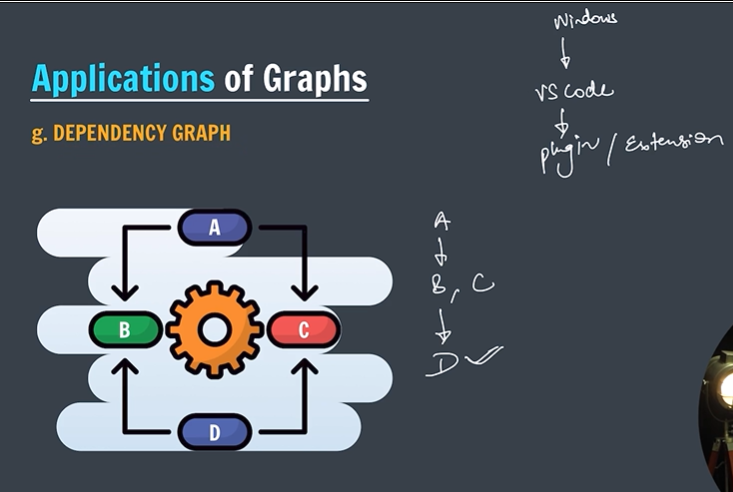 Applications of Graphs
g. DEPENDENCY GRAPH
Windows
VS Code
plugin / Extension
A
B
C
D
A
B, C
D